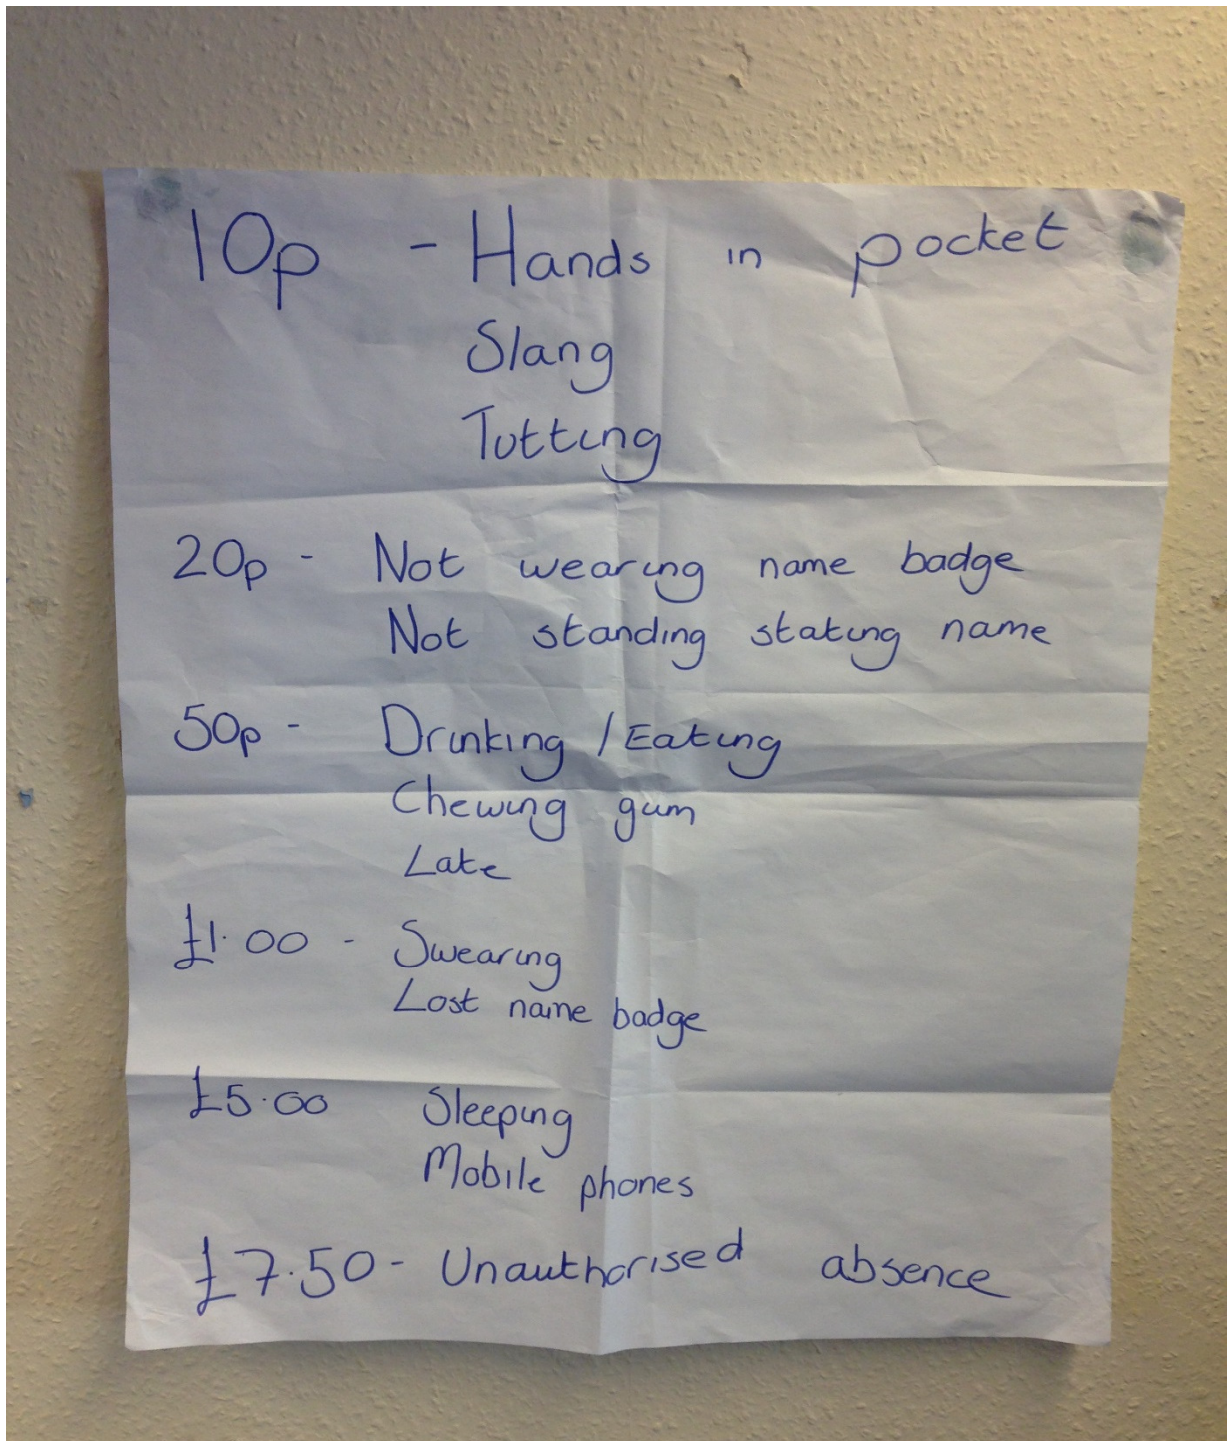 10p - Hands in pocket
Slang
Tutting
20p - Not wearing name badge
Not standing stating name
50p - Drinking / Eating
Chewing gum
Late
£1.00 - Swearing
Lost name badge
£5.00 Sleeping
Mobile phones
£7.50 - Unauthorised absence